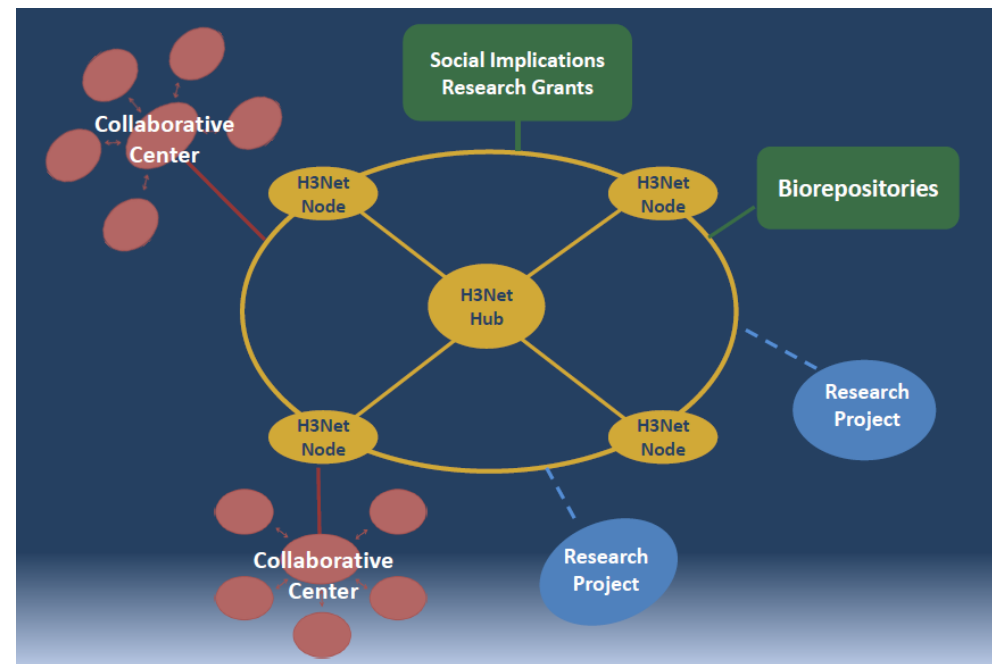 Social Implications
Research Grants
Collaborative
Center
H3Net
Node
H3Net
Node
Biorepositories
H3Net
Hub
Research
Project
H3Net
Node
H3Net
Node
Collaborative
Center
Research
Project